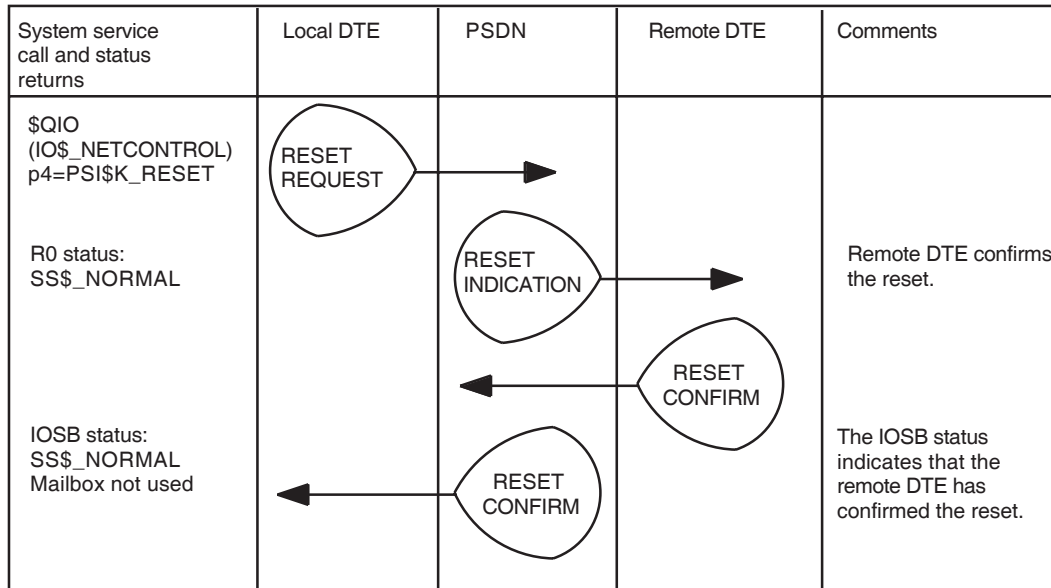 System service
call and status
returns
Local DTE
PSDN
Remote DTE
Comments
$QIO
(IO$_NETCONTROL)
p4=PSI$K_RESET
RESET
REQUEST
R0 status:
SS$_NORMAL
RESET
INDICATION
Remote DTE confirms
the reset.
RESET
CONFIRM
IOSB status:
SS$_NORMAL
Mailbox not used
RESET
CONFIRM
The IOSB status
indicates that the
remote DTE has
confirmed the reset.